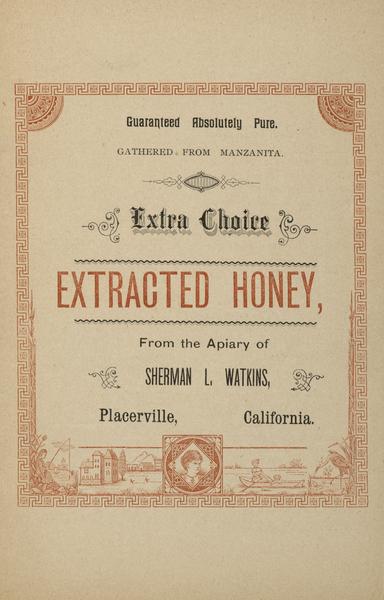 Guaranteed Absolutely Pure.
GATHERED FROM MANZANITA.
Extra Choice
EXTRACTED HONEY,
From the Apiary of
SHERMAN L. WATKINS,
Placerville, California.